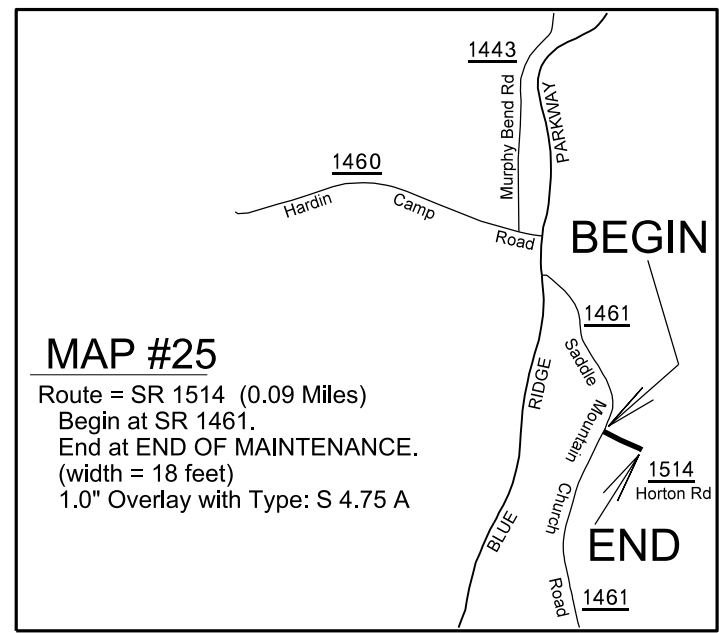 1443
Murphy Bend Rd
PARKWAY
1460
Hardin Camp Road
BEGIN
1461
Saddle Mountain Church Road
MAP #25
Route = SR 1514 (0.09 Miles)
Begin at SR 1461.
End at END OF MAINTENANCE.
(width = 18 feet)
1.0" Overlay with Type: S 4.75 A
BLUE RIDGE
1514
Horton Rd
END
1461